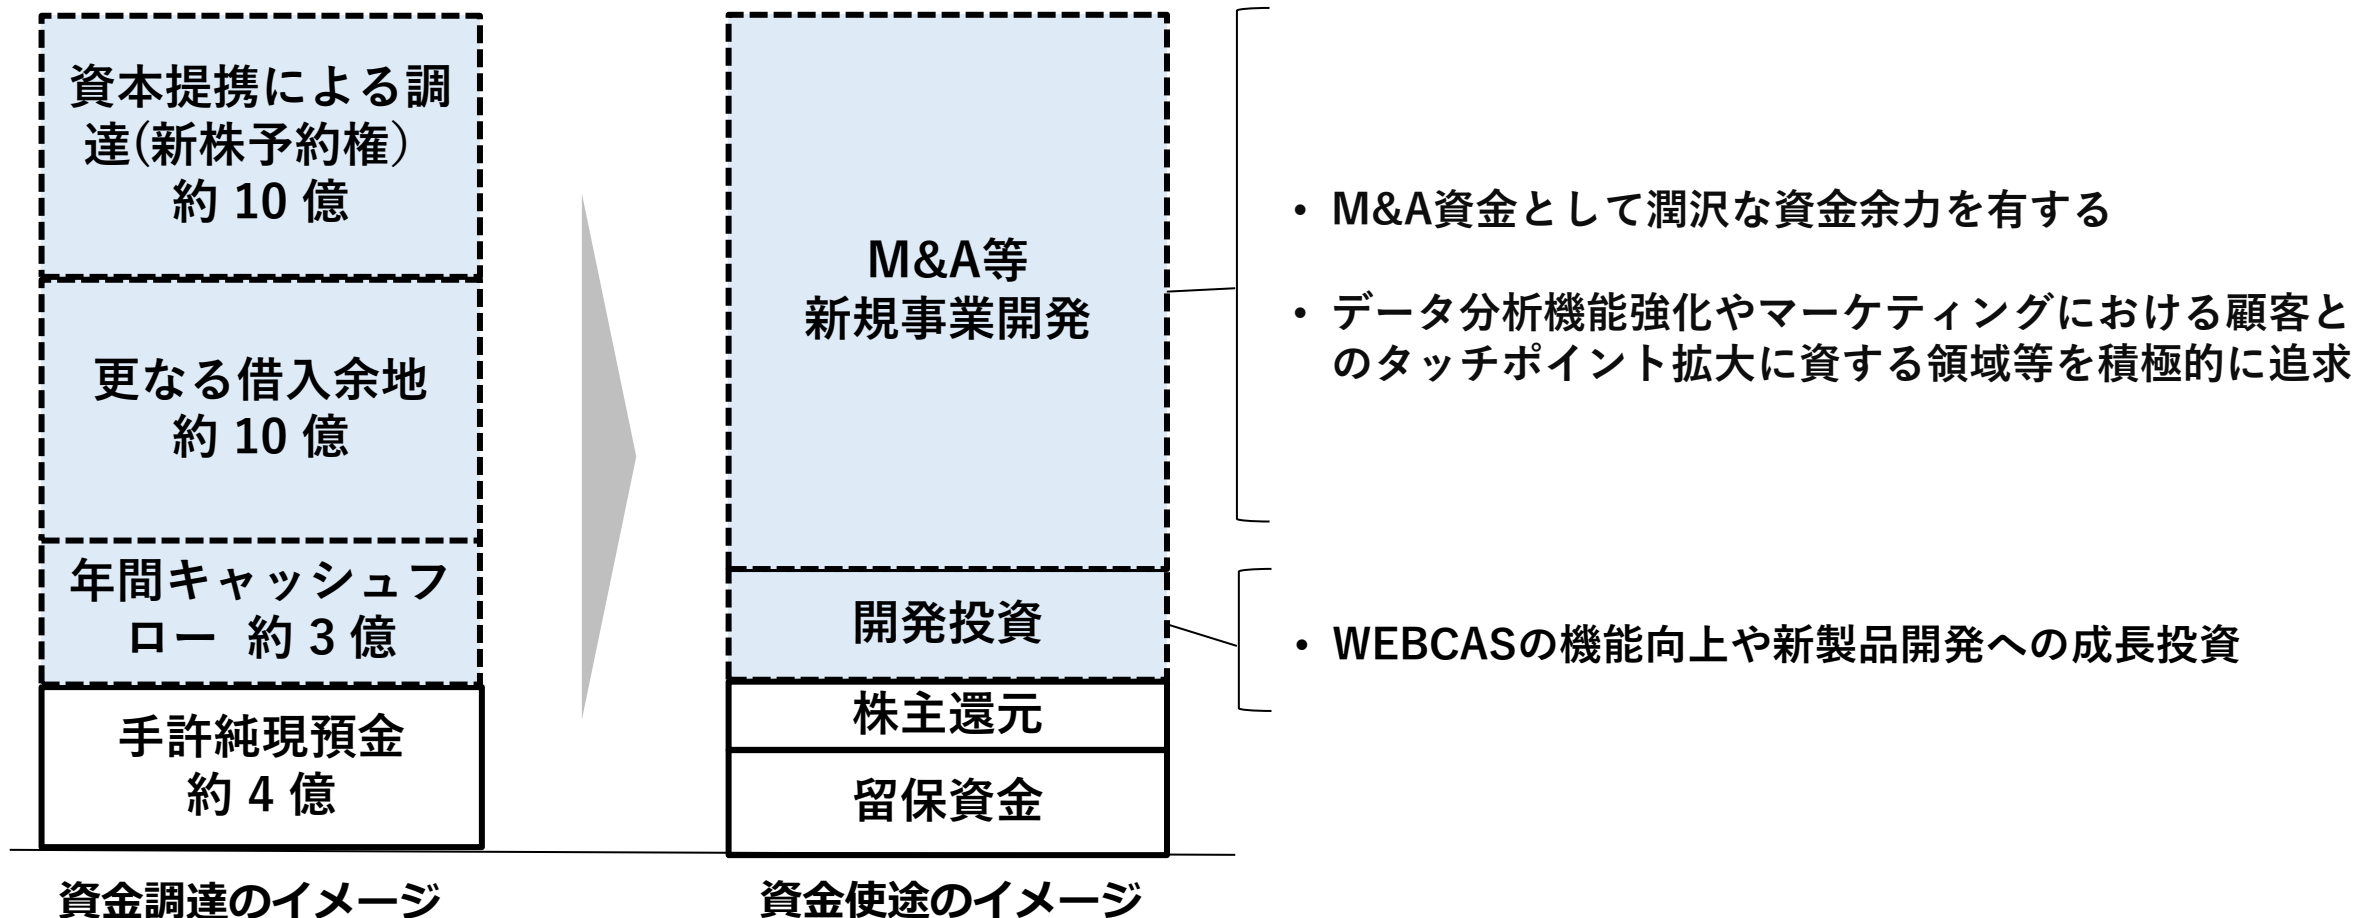 資本提携による調
達(新株予約権)
約 10 億
更なる借入余地
約 10 億
年間キャッシュフ
ロー 約 3 億
手許純現預金
約 4 億
資金調達のイメージ
M&A等
新規事業開発
開発投資
株主還元
留保資金
資金使途のイメージ
• M&A資金として潤沢な資金余力を有する
• データ分析機能強化やマーケティングにおける顧客と
のタッチポイント拡大に資する領域等を積極的に追求
• WEBCASの機能向上や新製品開発への成長投資